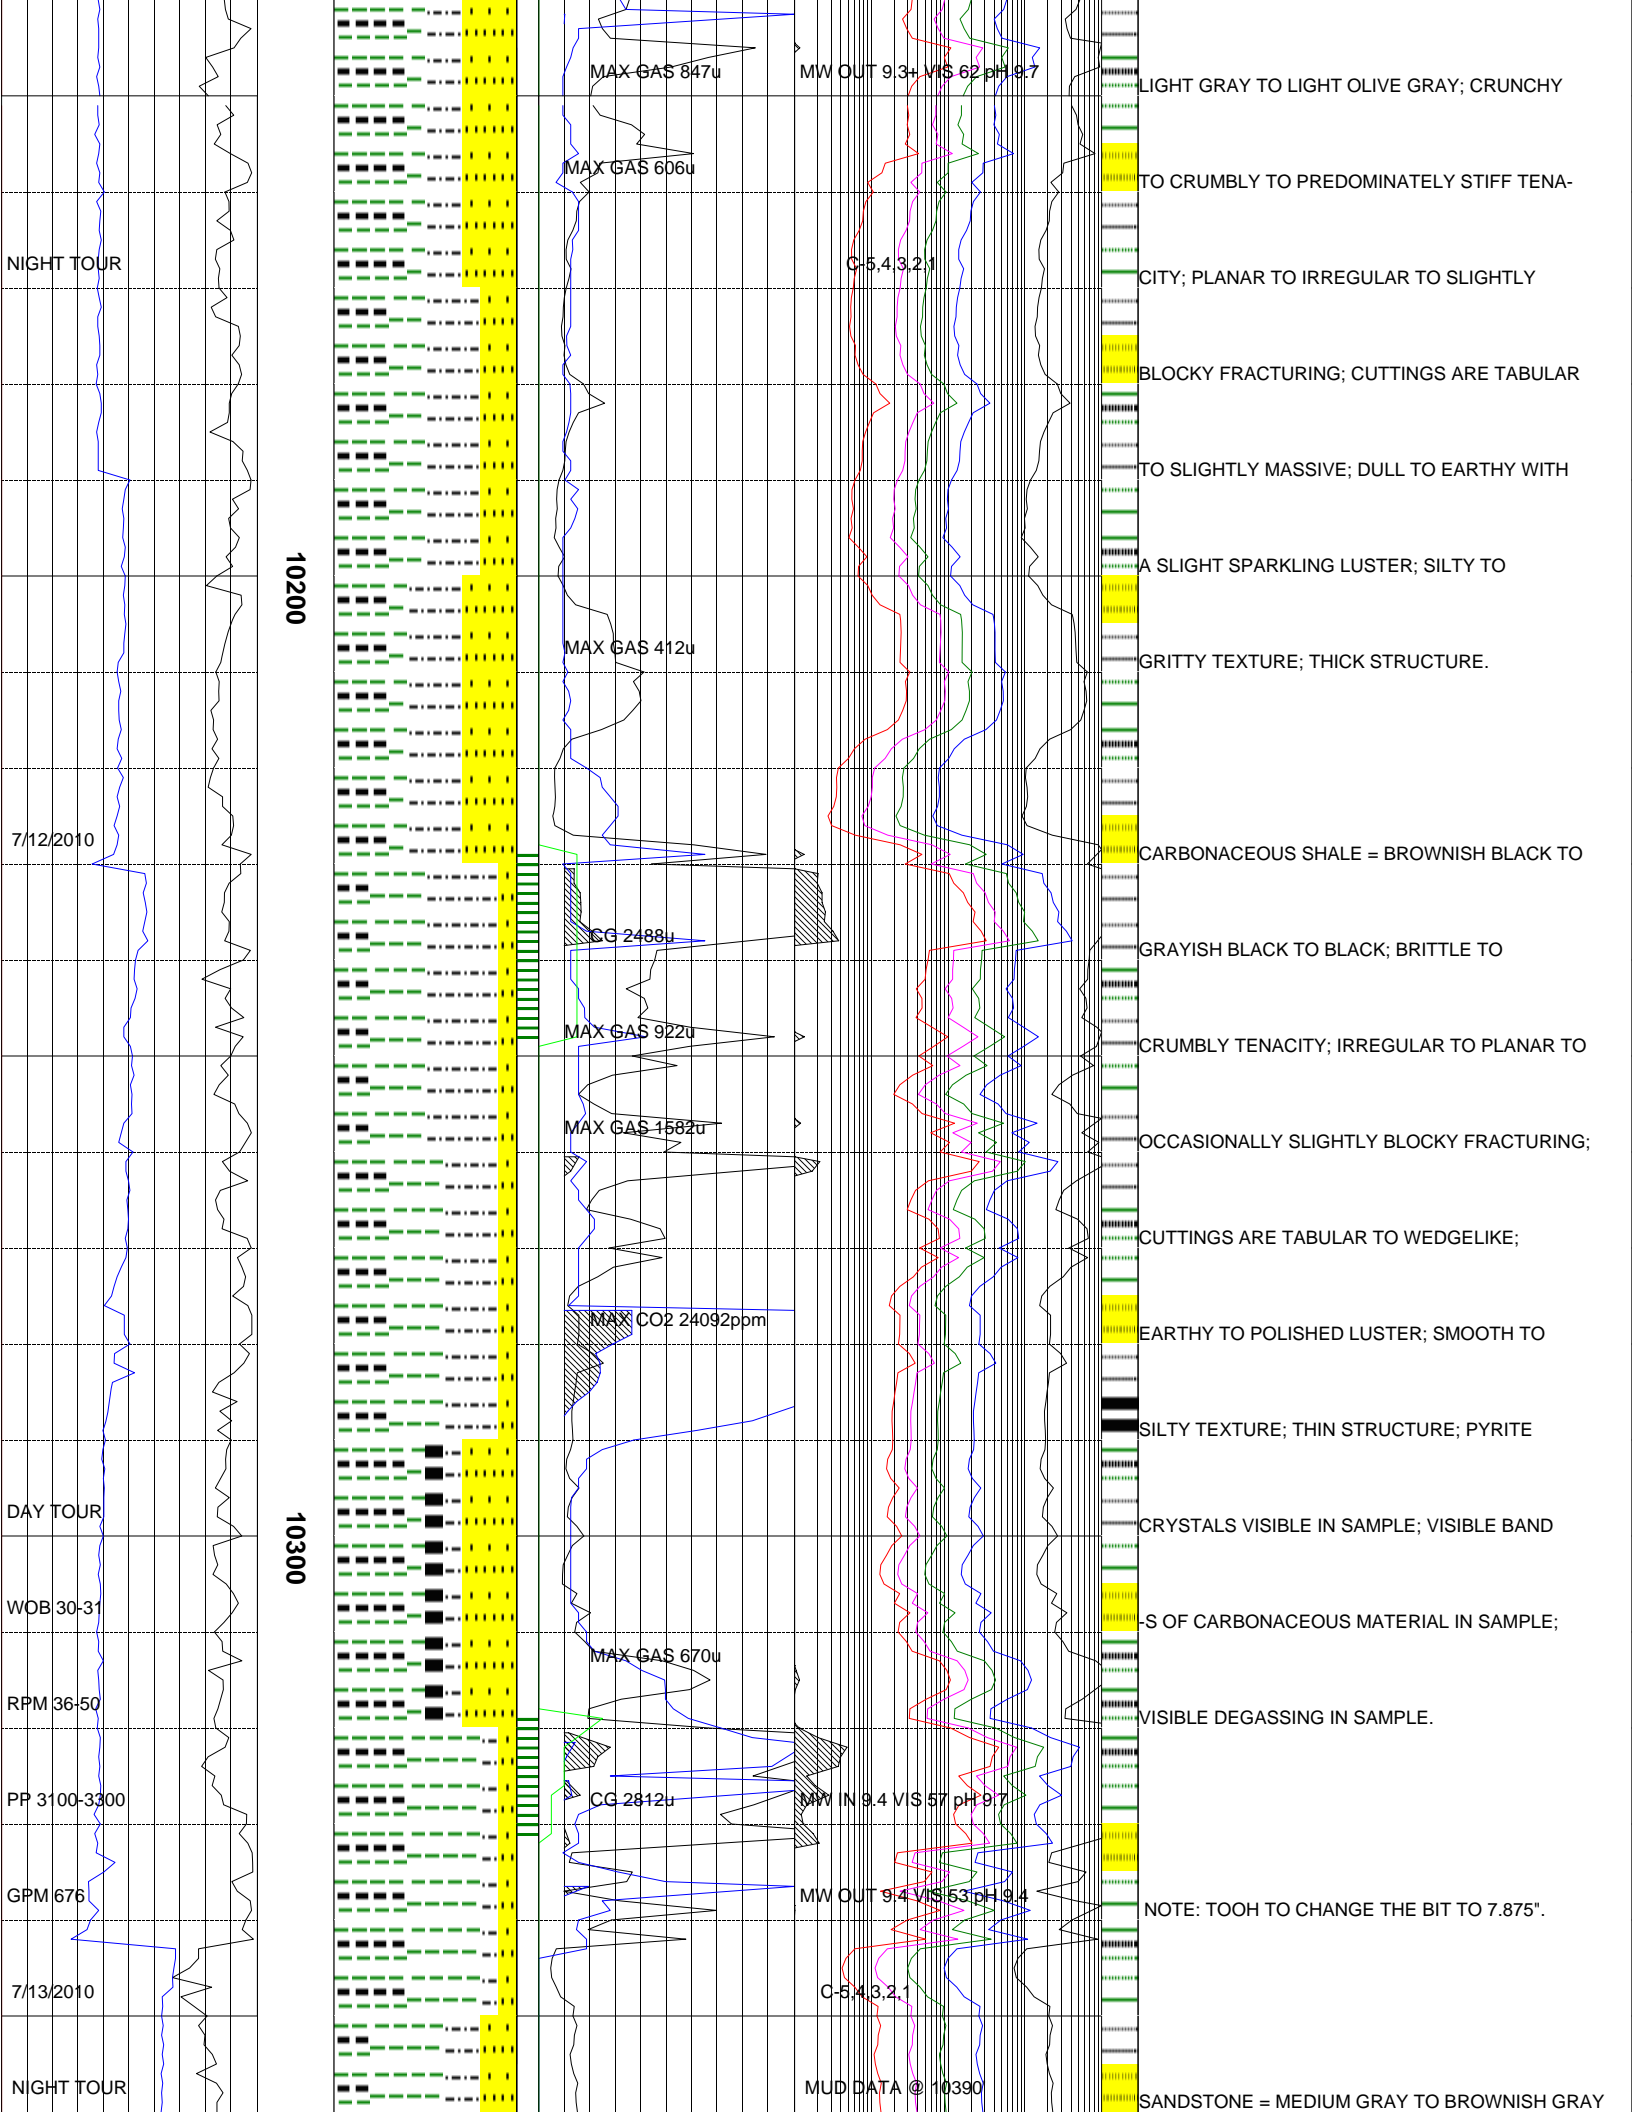 MAX GAS 847u
MW OUT 9.3+ VIS 62 pH 9.7
LIGHT GRAY TO LIGHT OLIVE GRAY; CRUNCHY
MAX GAS 606u
TO CRUMBLY TO PREDOMINATELY STIFF TENA-
NIGHT TOUR
C-5,4,3,2,1
CITY; PLANAR TO IRREGULAR TO SLIGHTLY
BLOCKY FRACTURING; CUTTINGS ARE TABULAR
TO SLIGHTLY MASSIVE; DULL TO EARTHY WITH
10200
A SLIGHT SPARKLING LUSTER; SILTY TO
MAX GAS 412u
GRITTY TEXTURE; THICK STRUCTURE.
7/12/2010
CARBONACEOUS SHALE = BROWNISH BLACK TO
CG 2488u
GRAYISH BLACK TO BLACK; BRITTLE TO
MAX GAS 922u
CRUMBLY TENACITY; IRREGULAR TO PLANAR TO
MAX GAS 1582u
OCCASIONALLY SLIGHTLY BLOCKY FRACTURING;
CUTTINGS ARE TABULAR TO WEDGELIKE;
MAX CO2 24092ppm
EARTHY TO POLISHED LUSTER; SMOOTH TO
SILTY TEXTURE; THIN STRUCTURE; PYRITE
DAY TOUR
10300
CRYSTALS VISIBLE IN SAMPLE; VISIBLE BAND
WOB 30-31
-S OF CARBONACEOUS MATERIAL IN SAMPLE;
MAX GAS 670u
RPM 36-50
VISIBLE DEGASSING IN SAMPLE.
PP 3100-3300
CG 2812u
MW IN 9.4 VIS 57 pH 9.7
GPM 676
MW OUT 9.4 VIS 53 pH 9.4
NOTE: TOOH TO CHANGE THE BIT TO 7.875".
7/13/2010
C-5,4,3,2,1
NIGHT TOUR
MUD DATA @ 10390
SANDSTONE = MEDIUM GRAY TO BROWNISH GRAY